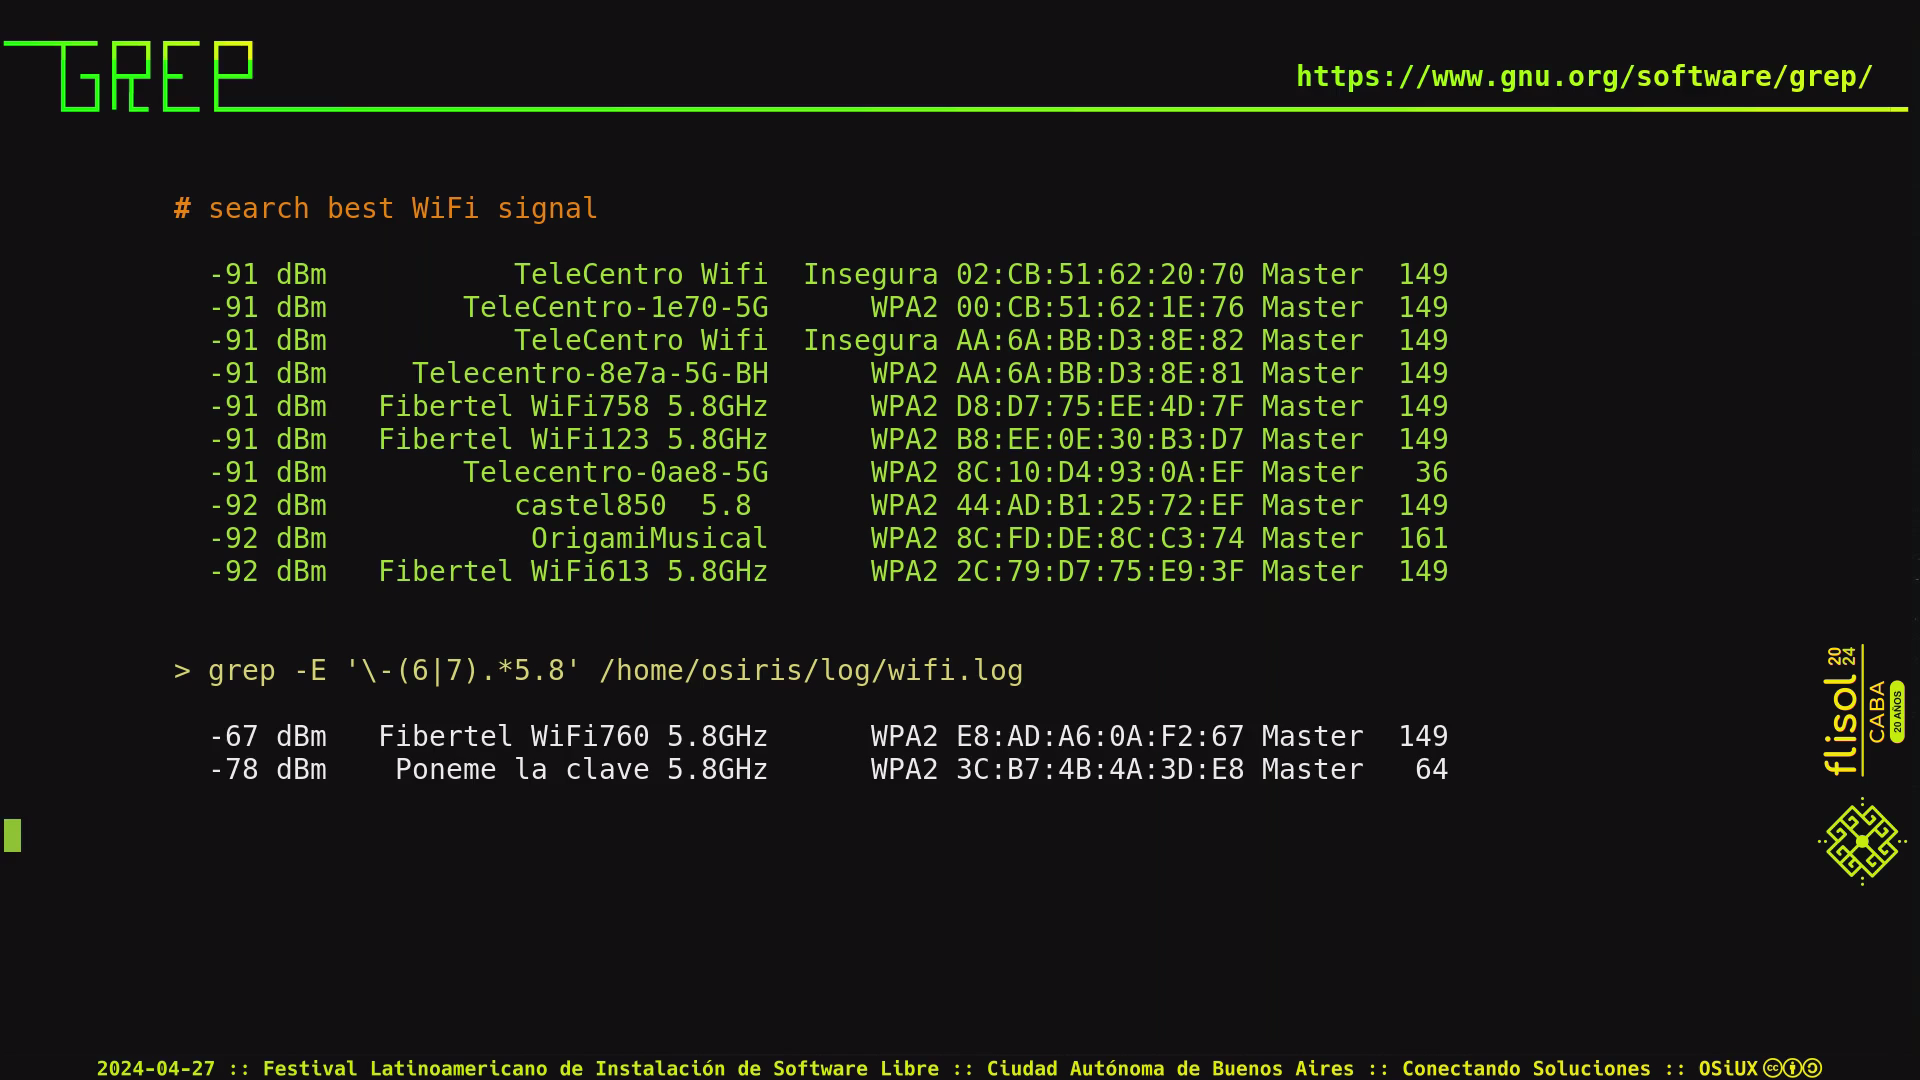 GREP
https://www.gnu.org/software/grep/
# search best WiFi signal
-91 dBm TeleCentro Wifi Insegura 02:CB:51:62:20:70 Master 149
-91 dBm TeleCentro-1e70-5G WPA2 00:CB:51:62:1E:76 Master 149
-91 dBm TeleCentro Wifi Insegura AA:6A:BB:D3:8E:82 Master 149
-91 dBm Telecentro-8e7a-5G-BH WPA2 AA:6A:BB:D3:8E:81 Master 149
-91 dBm Fibertel WiFi758 5.8GHz WPA2 D8:D7:75:EE:4D:7F Master 149
-91 dBm Fibertel WiFi123 5.8GHz WPA2 B8:EE:0E:30:B3:D7 Master 149
-91 dBm Telecentro-0ae8-5G WPA2 8C:10:D4:93:0A:EF Master 36
-92 dBm castel850 5.8 WPA2 44:AD:B1:25:72:EF Master 149
-92 dBm OrigamiMusical WPA2 8C:FD:DE:8C:C3:74 Master 161
-92 dBm Fibertel WiFi613 5.8GHz WPA2 2C:79:D7:75:E9:3F Master 149
> grep -E '\-(6|7).*5.8' /home/osiris/log/wifi.log
-67 dBm Fibertel WiFi760 5.8GHz WPA2 E8:AD:A6:0A:F2:67 Master 149
-78 dBm Poneme la clave 5.8GHz WPA2 3C:B7:4B:4A:3D:E8 Master 64
flisol 2024
CABA
20 AÑOS
2024-04-27 :: Festival Latinoamericano de Instalación de Software Libre :: Ciudad Autónoma de Buenos Aires :: Conectando Soluciones :: OSiUX